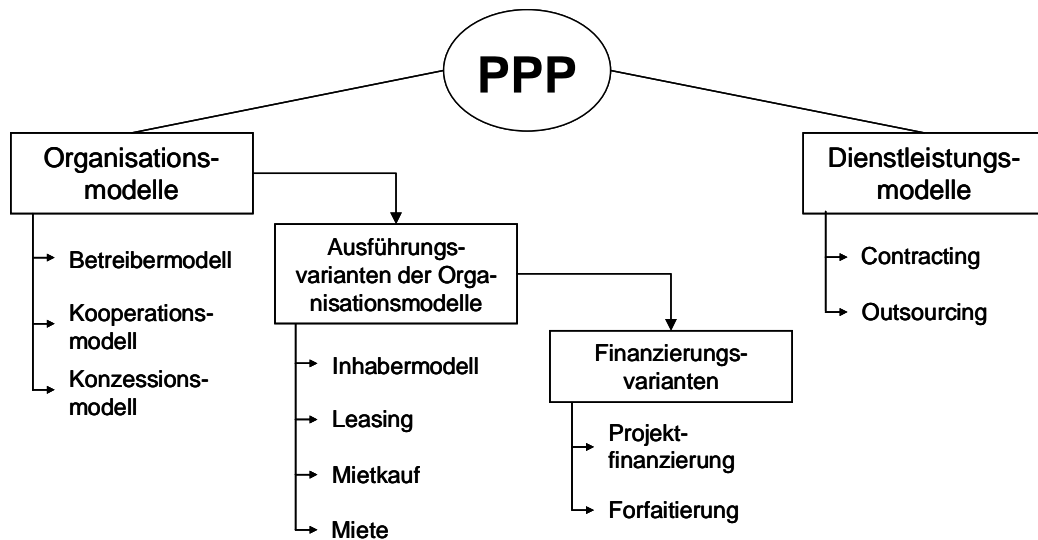 PPP
Organisations-
modelle
Betreibermodell
Kooperations-
modell
Konzessions-
modell
Ausführungs-
varianten der Orga-
nisationsmodelle
Inhabermodell
Leasing
Mietkauf
Miete
Finanzierungs-
varianten
Projekt-
finanzierung
Forfaitierung
Dienstleistungs-
modelle
Contracting
Outsourcing